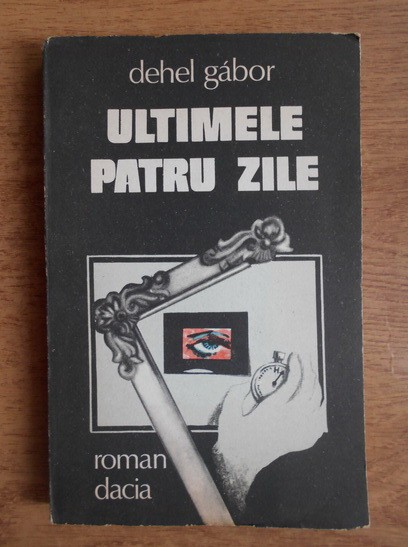 dehel gábor
ULTIMELE
PATRU ZILE
roman
dacia